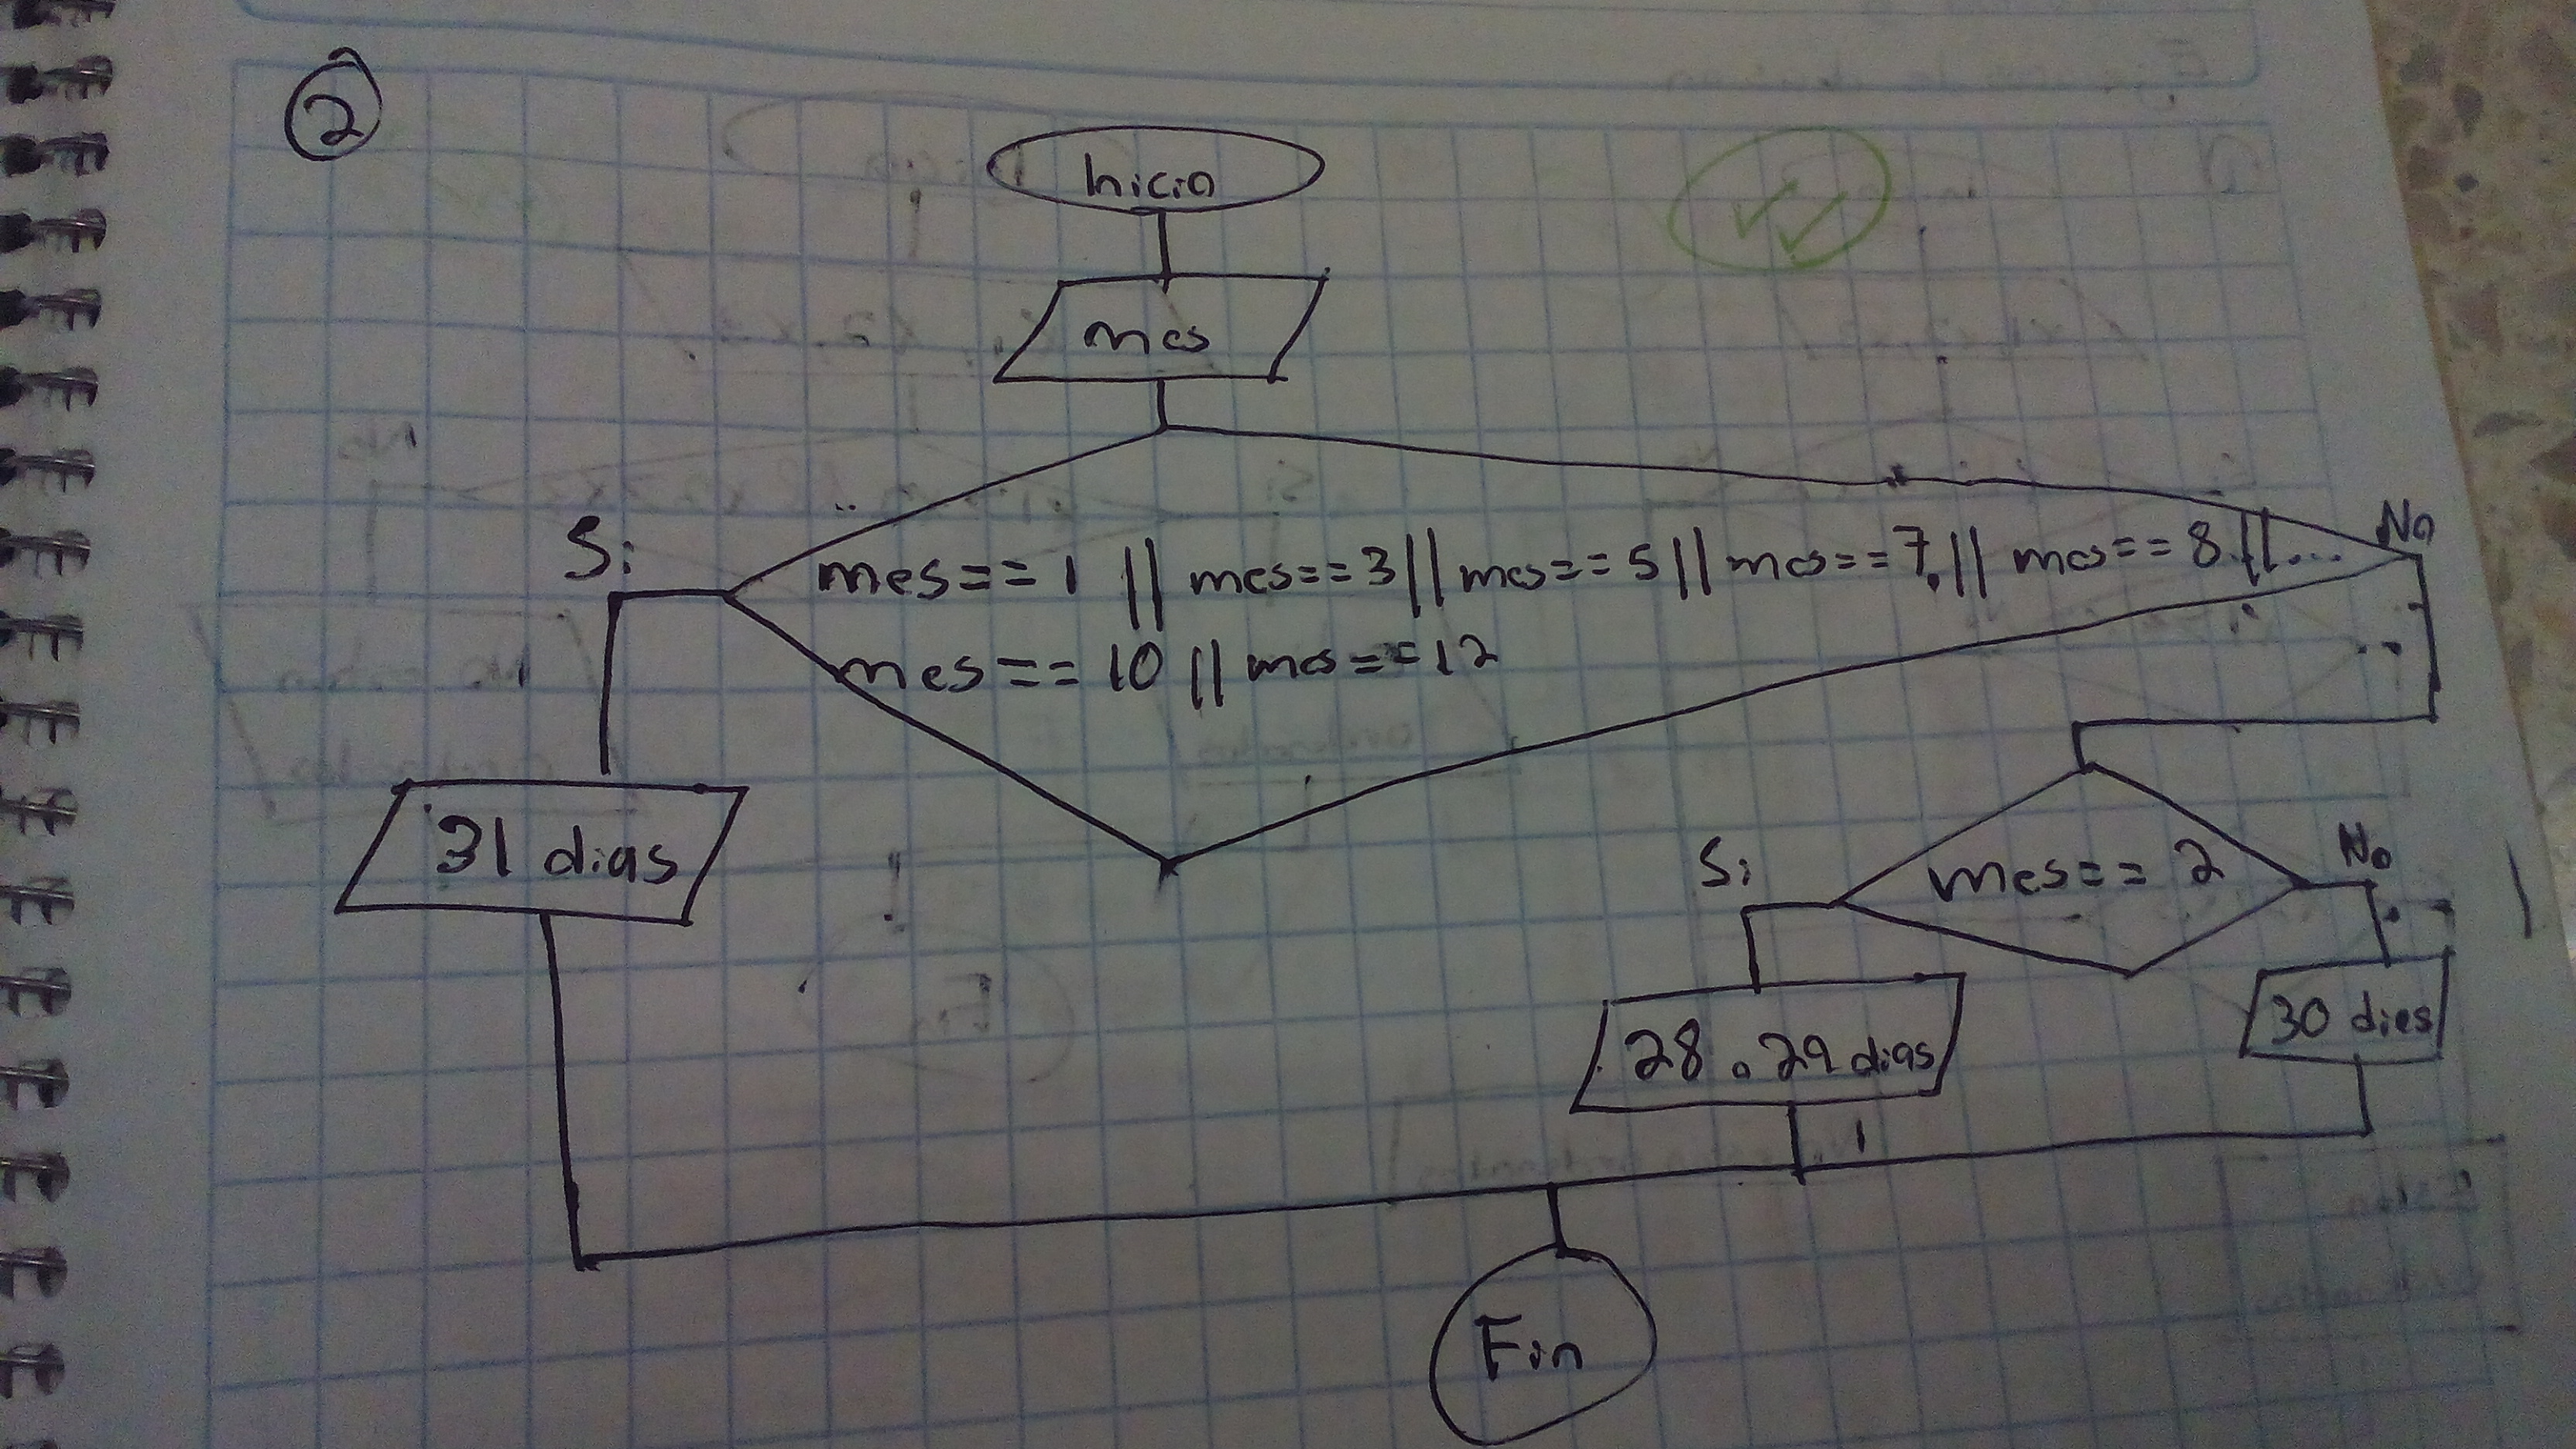 2
Inicio
mes
Si
No
mes == 1 || mes == 3 || mes == 5 || mes == 7 || mes == 8 || ...
mes == 10 || mes == 12
31 dias
mes == 2
Si
No
28 o 29 dias
30 dies
Fin